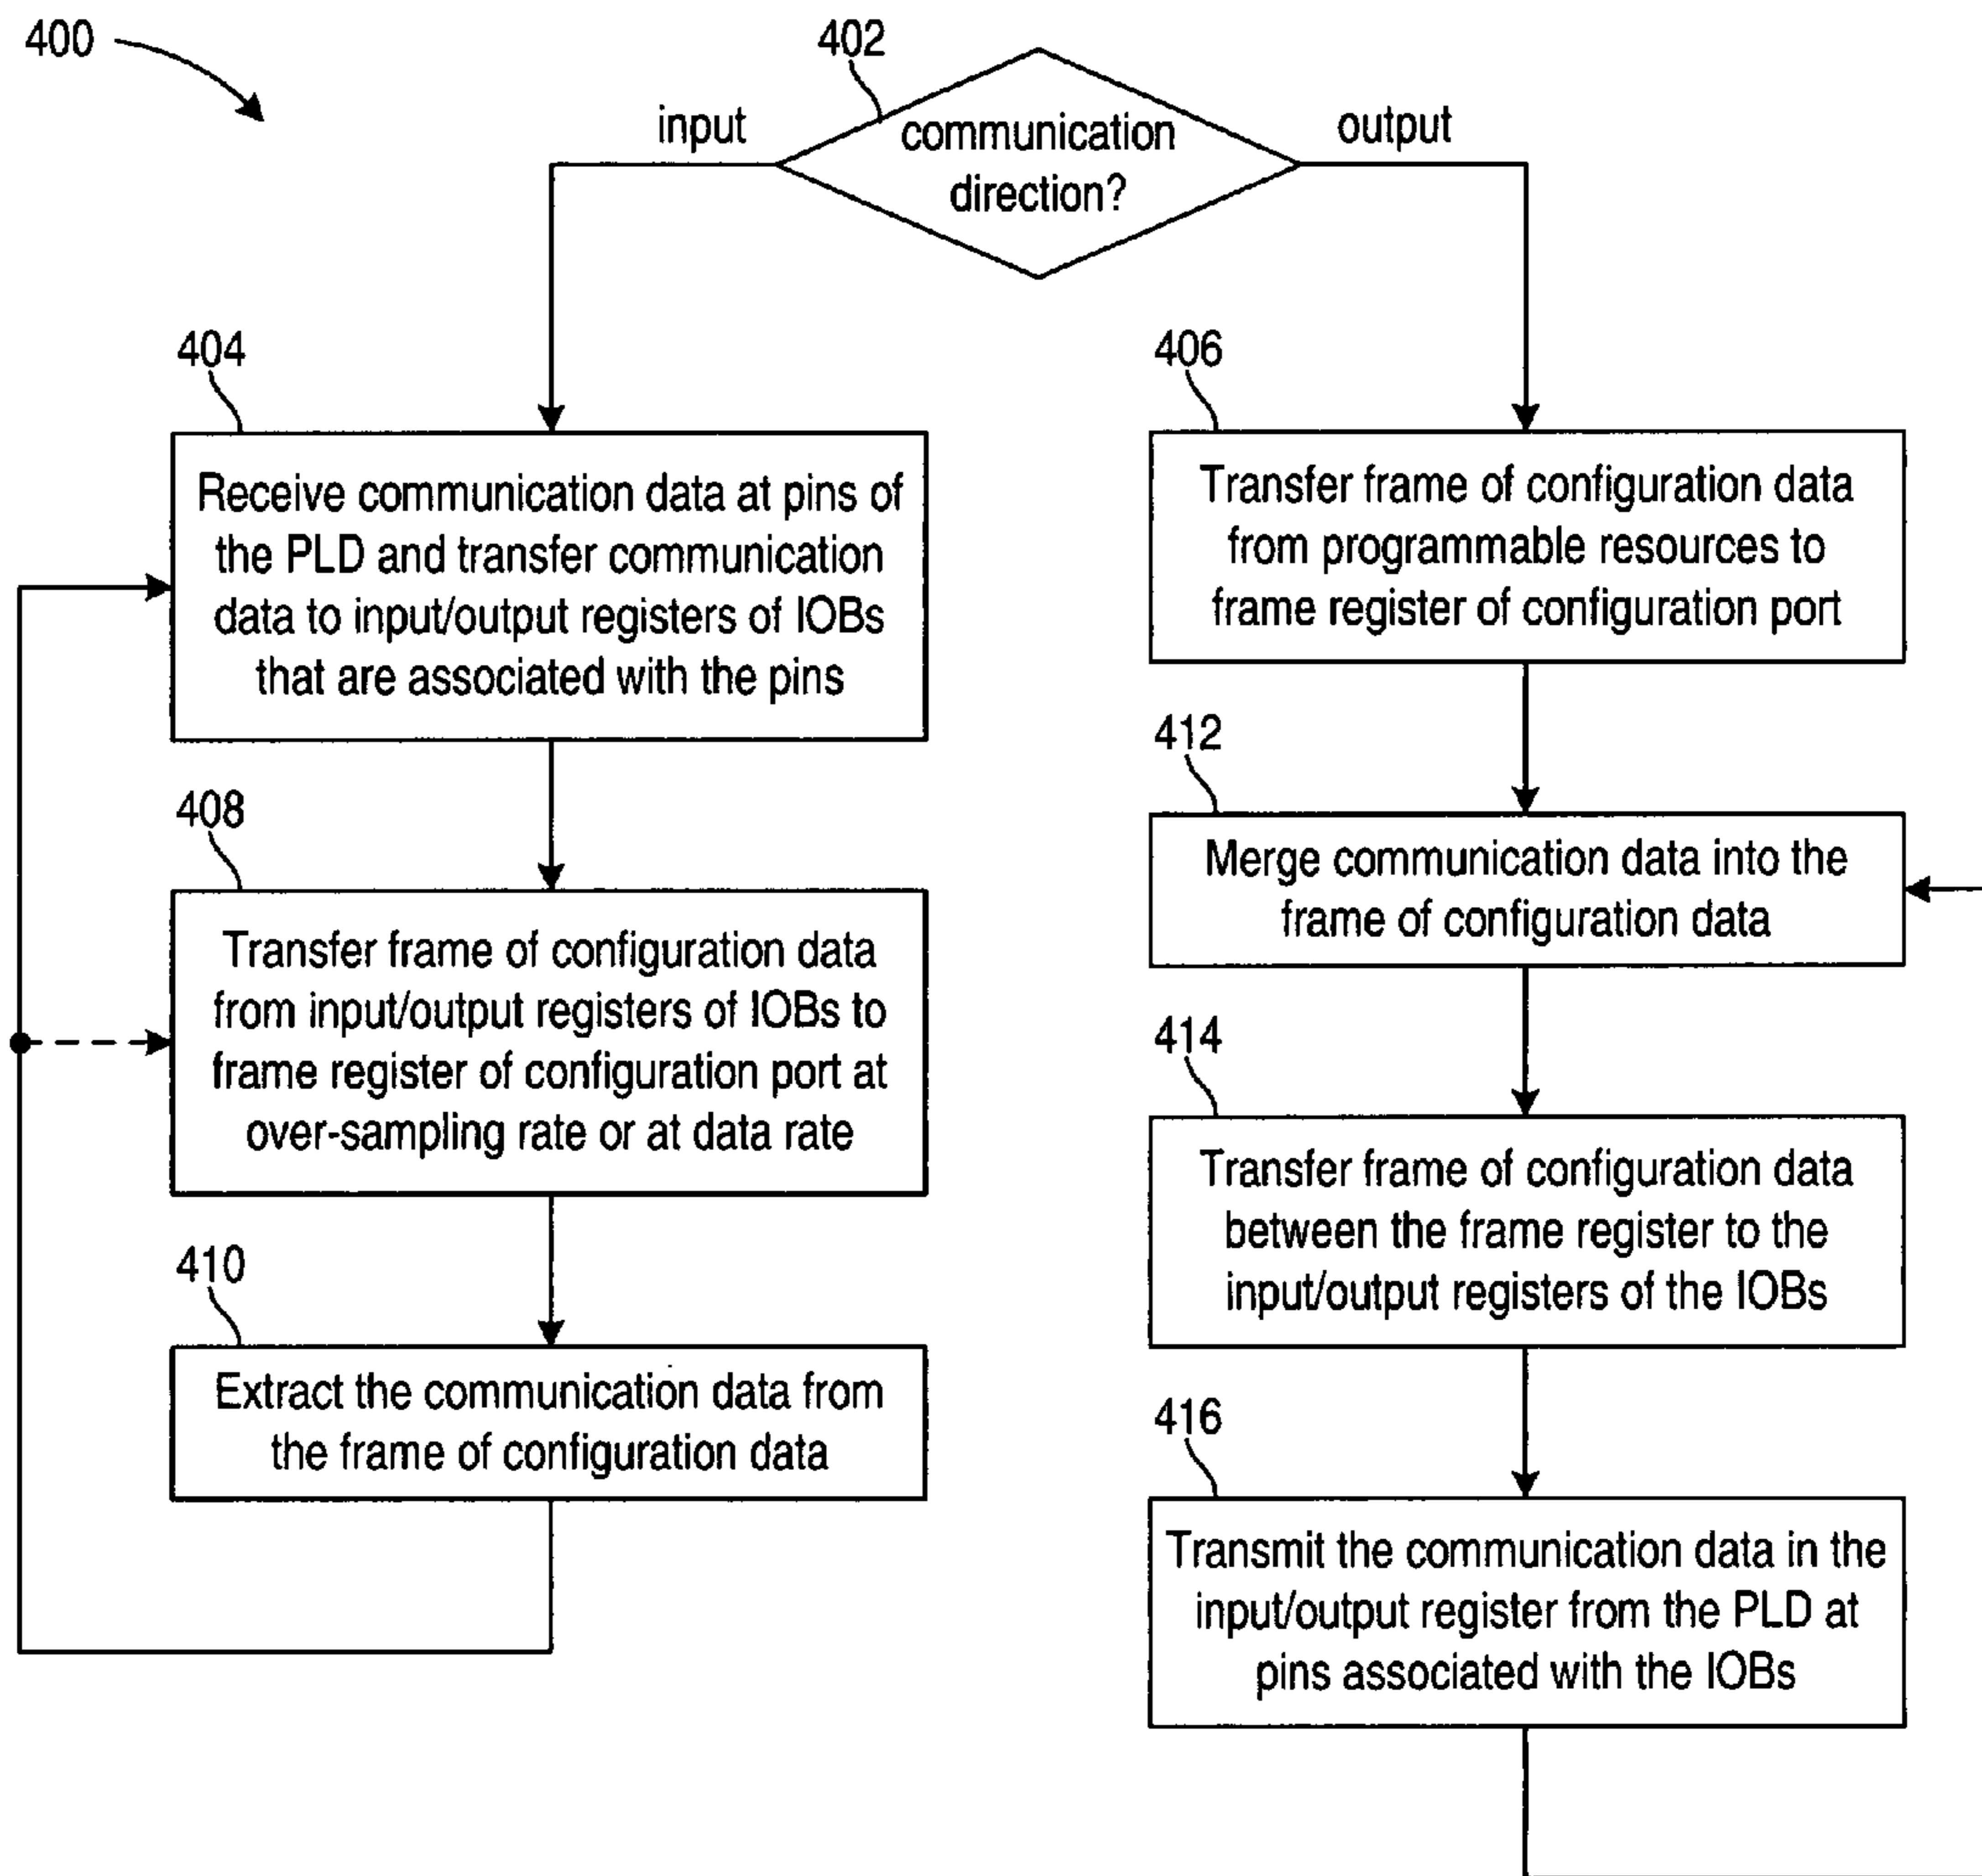 400
402
input
communication
direction?
output
404
Receive communication data at pins of
the PLD and transfer communication
data to input/output registers of IOBs
that are associated with the pins
406
Transfer frame of configuration data
from programmable resources to
frame register of configuration port
408
Transfer frame of configuration data
from input/output registers of IOBs to
frame register of configuration port at
over-sampling rate or at data rate
412
Merge communication data into the
frame of configuration data
410
Extract the communication data from
the frame of configuration data
414
Transfer frame of configuration data
between the frame register to the
input/output registers of the IOBs
416
Transmit the communication data in the
input/output register from the PLD at
pins associated with the IOBs